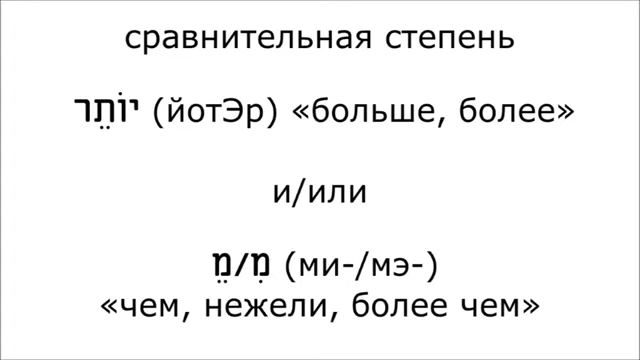 сравнительная степень
יוֹתֵר (йотЭр) «больше, более»
и/или
מִ/מֵ (ми-/мэ-)
«чем, нежели, более чем»